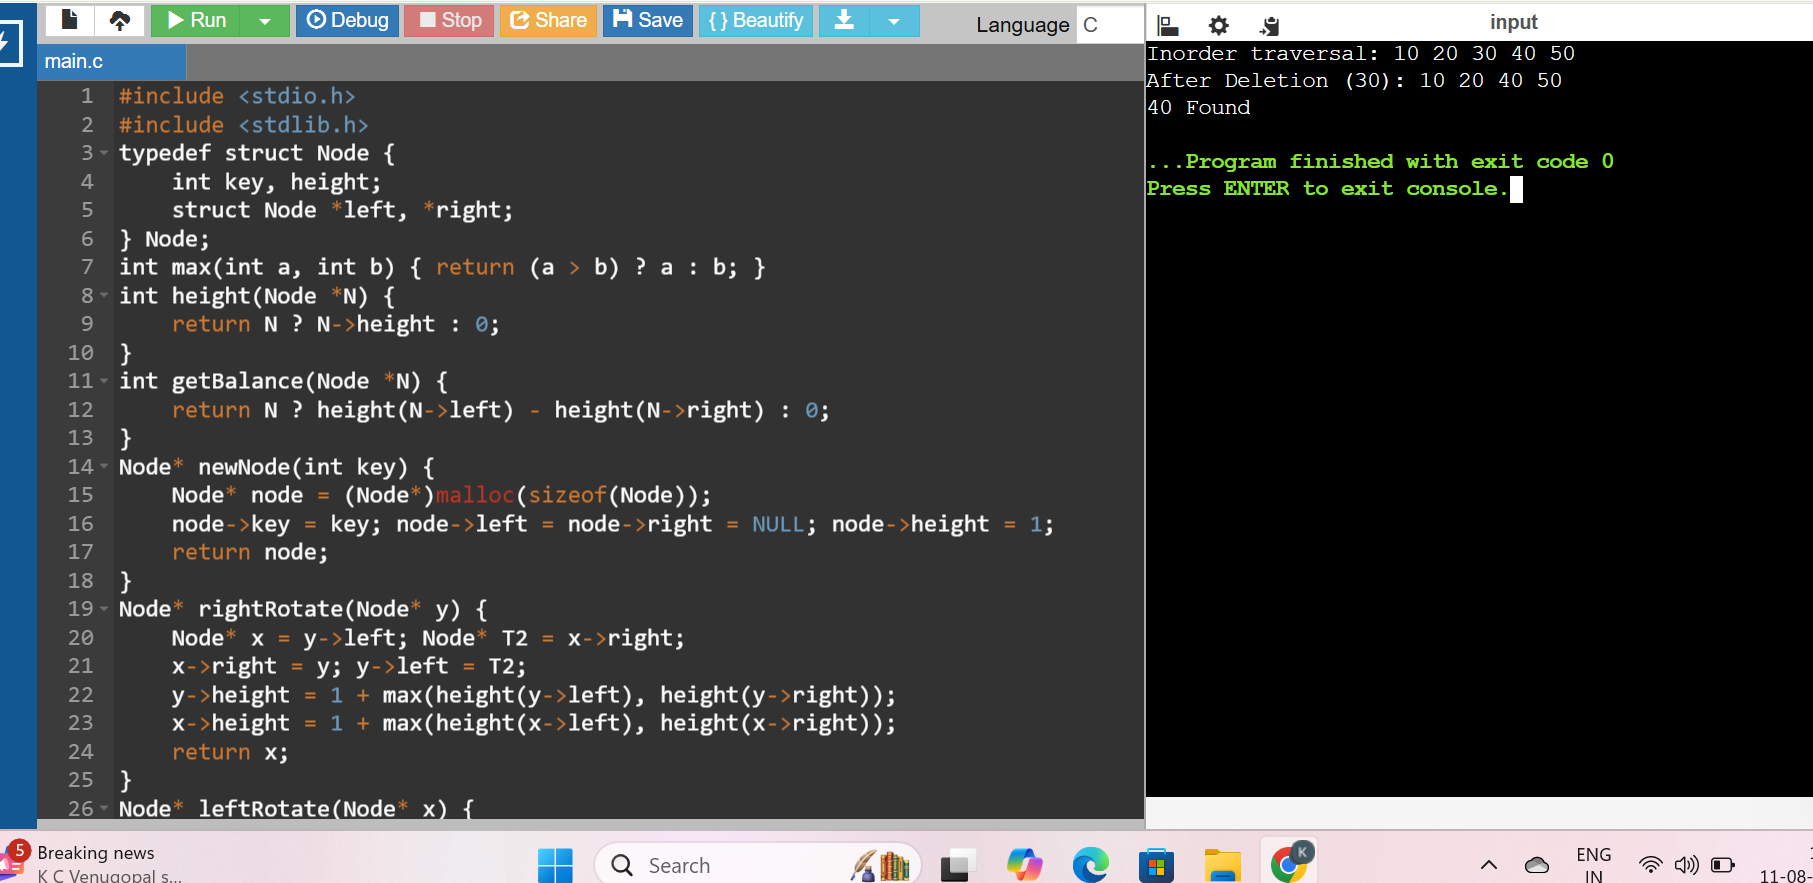 Run Debug Stop Share Save { } Beautify Language C
main.c
1 #include <stdio.h>
2 #include <stdlib.h>
3 typedef struct Node {
4     int key, height;
5     struct Node *left, *right;
6 } Node;
7 int max(int a, int b) { return (a > b) ? a : b; }
8 int height(Node *N) {
9     return N ? N->height : 0;
10 }
11 int getBalance(Node *N) {
12     return N ? height(N->left) - height(N->right) : 0;
13 }
14 Node* newNode(int key) {
15     Node* node = (Node*)malloc(sizeof(Node));
16     node->key = key; node->left = node->right = NULL; node->height = 1;
17     return node;
18 }
19 Node* rightRotate(Node* y) {
20     Node* x = y->left; Node* T2 = x->right;
21     x->right = y; y->left = T2;
22     y->height = 1 + max(height(y->left), height(y->right));
23     x->height = 1 + max(height(x->left), height(x->right));
24     return x;
25 }
26 Node* leftRotate(Node* x) {
input
Inorder traversal: 10 20 30 40 50
After Deletion (30): 10 20 40 50
40 Found
...Program finished with exit code 0
Press ENTER to exit console.
5
Breaking news
K C Venugopal s...
Search
K
ENG
IN
11-08-